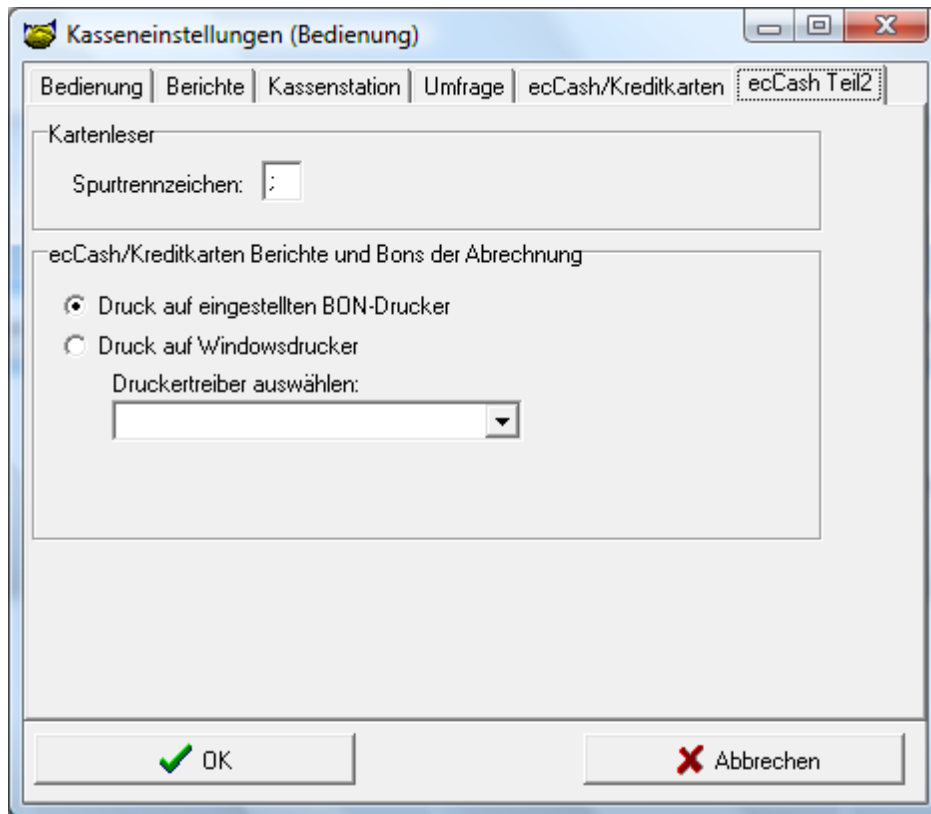 Kasseneinstellungen (Bedienung)
Bedienung Berichte Kassenstation Umfrage ecCash/Kreditkarten ecCash Teil2
Kartenleser
Spurtrennzeichen: ;
ecCash/Kreditkarten Berichte und Bons der Abrechnung
Druck auf eingestellten BON-Drucker
Druck auf Windowsdrucker
Druckertreiber auswählen:
OK Abbrechen